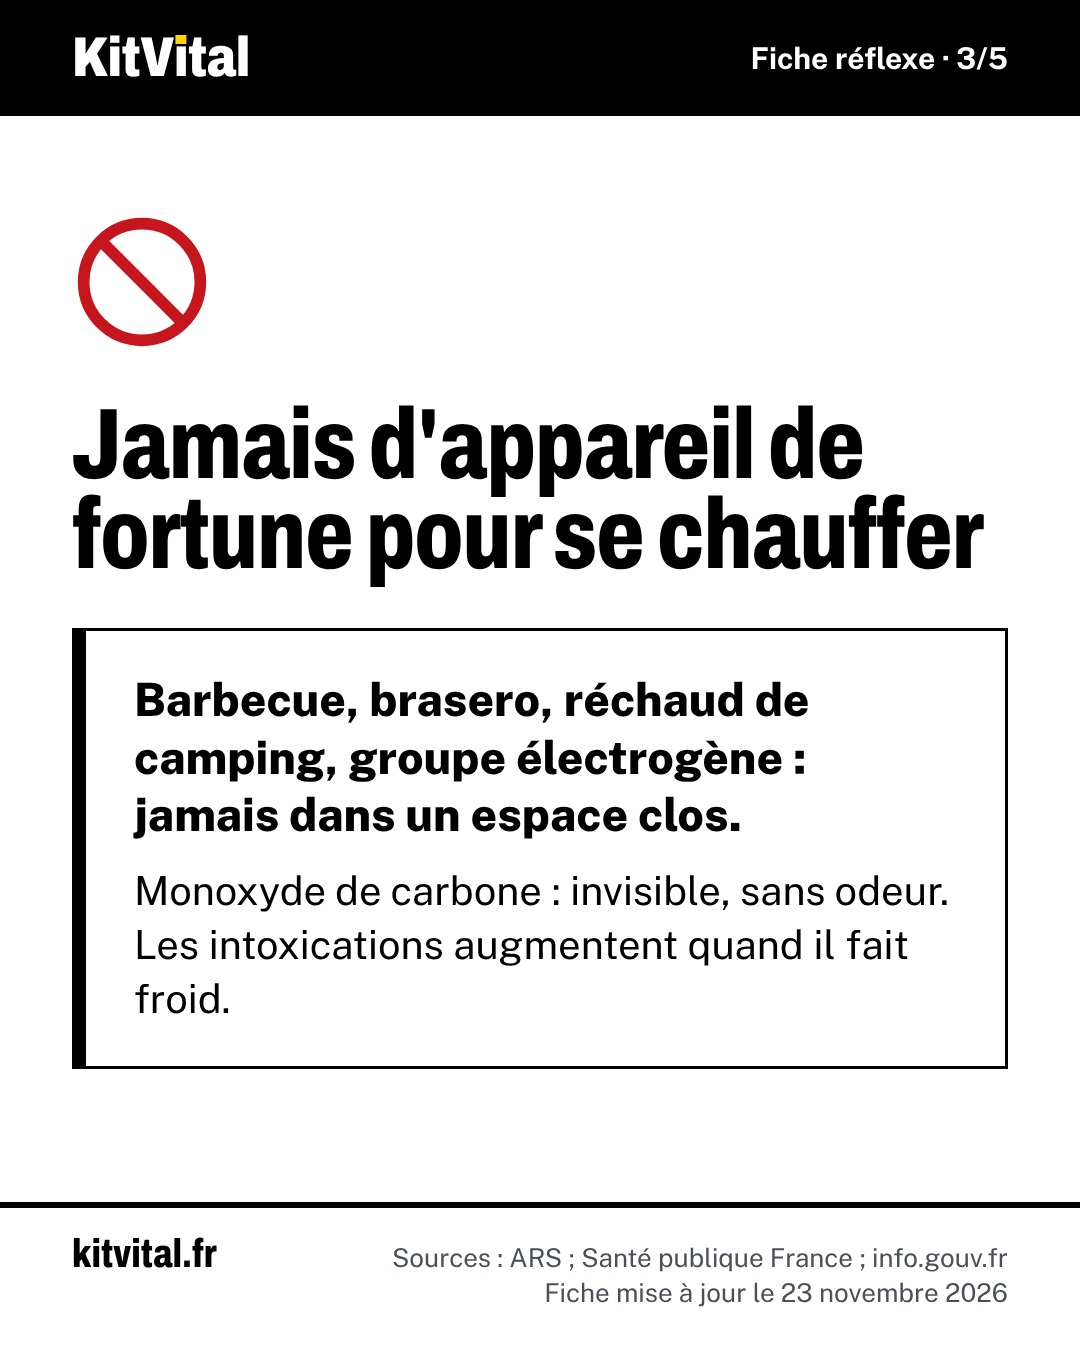 KitVital
Fiche réflexe · 3/5
Jamais d'appareil de
fortune pour se chauffer
Barbecue, brasero, réchaud de
camping, groupe électrogène :
jamais dans un espace clos.
Monoxyde de carbone : invisible, sans odeur.
Les intoxications augmentent quand il fait
froid.
kitvital.fr
Sources : ARS ; Santé publique France ; info.gouv.fr
Fiche mise à jour le 23 novembre 2026